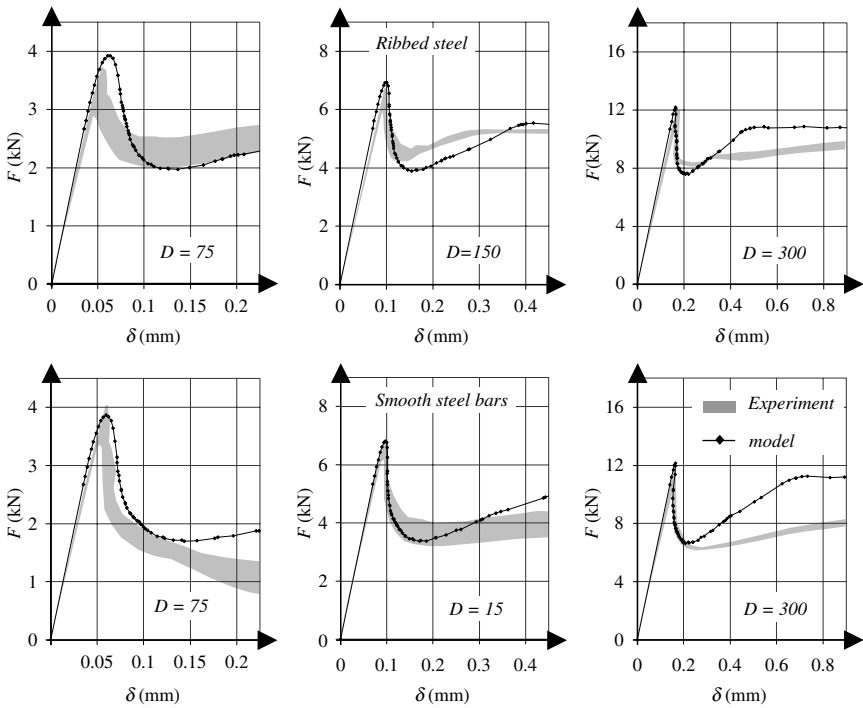 4
3
2
1
0
F (kN)
D = 75
0
0.05
0.1
0.15
0.2
δ (mm)
8
6
4
2
0
F (kN)
Ribbed steel
D=150
0
0.1
0.2
0.3
0.4
δ (mm)
16
12
8
4
0
F (kN)
D = 300
0
0.2
0.4
0.6
0.8
δ (mm)
4
3
2
1
0
F (kN)
D = 75
0.05
0.1
0.15
0.2
δ (mm)
8
6
4
2
0
F (kN)
Smooth steel bars
D = 15
0
0.1
0.2
0.3
0.4
δ (mm)
16
12
8
4
0
F (kN)
Experiment
model
D = 300
0
0.2
0.4
0.6
0.8
δ (mm)